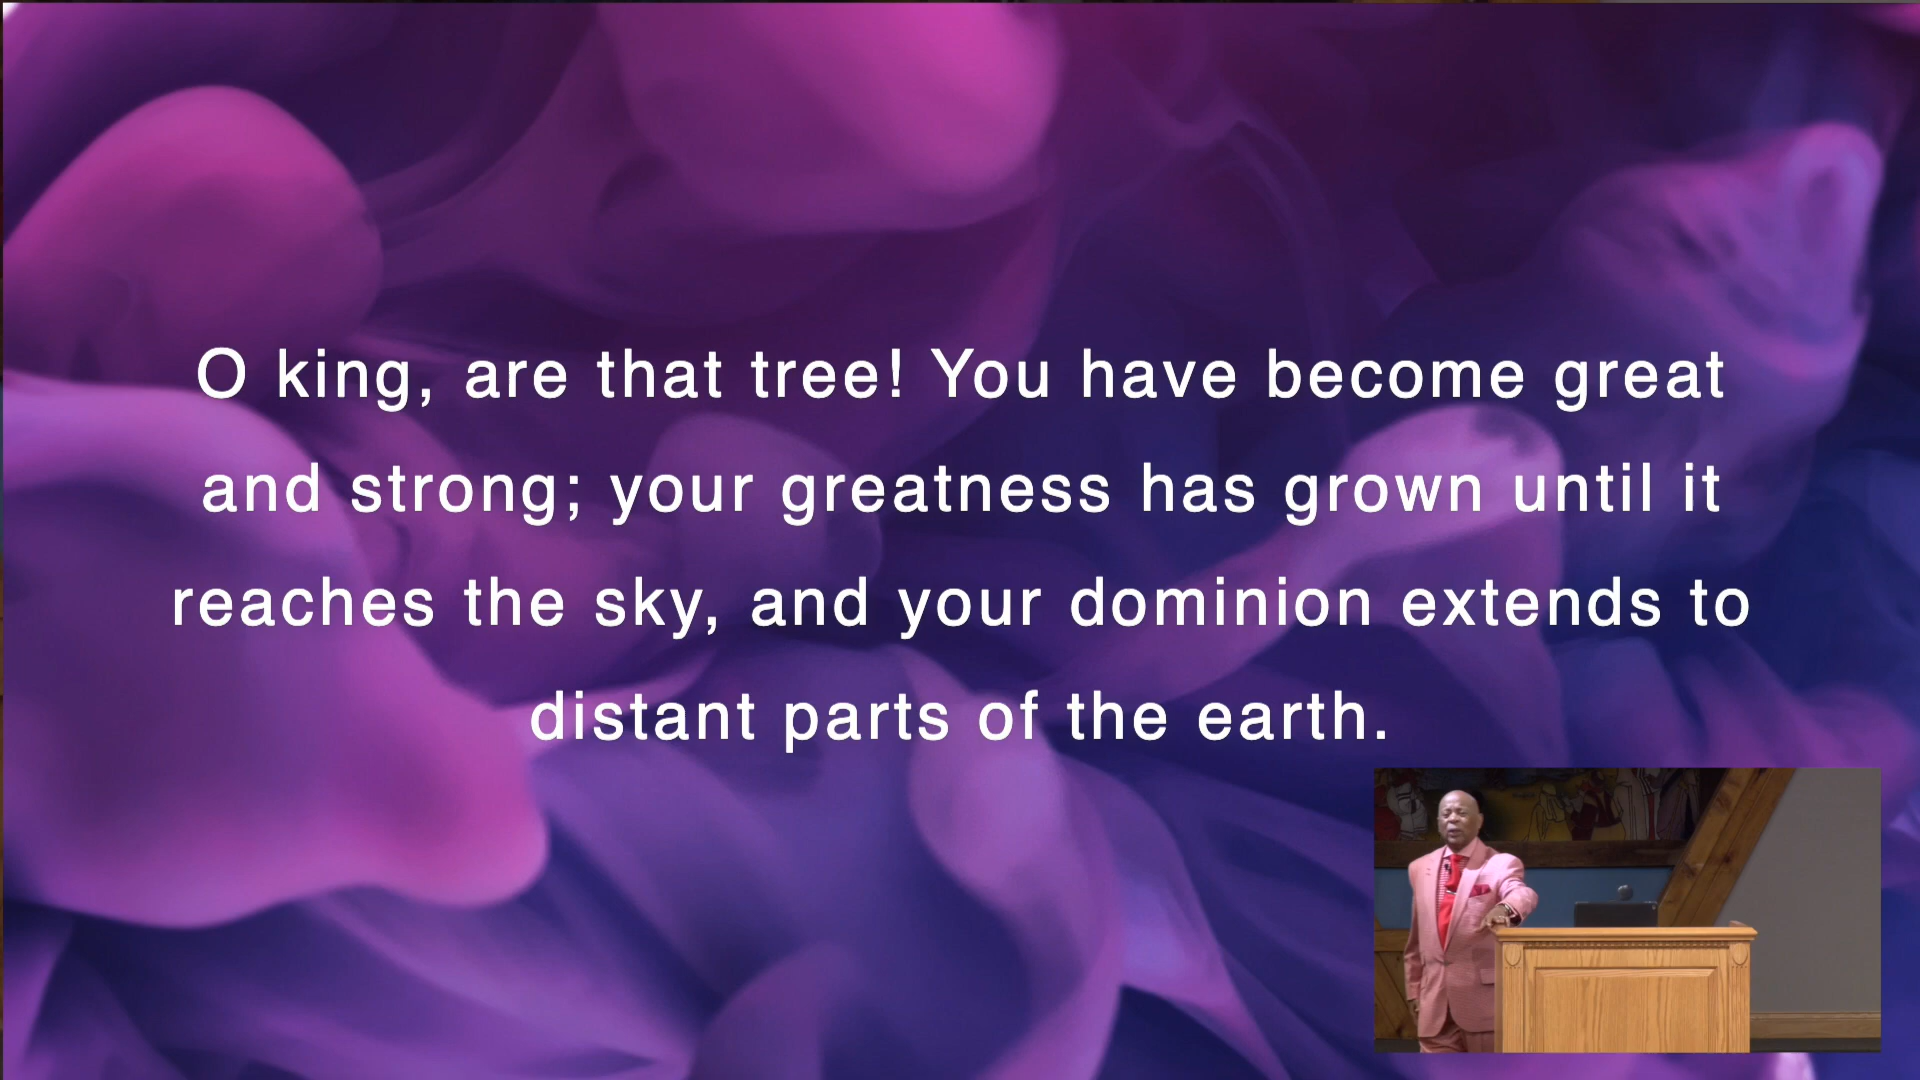 O king, are that tree! You have become great
and strong; your greatness has grown until it
reaches the sky, and your dominion extends to
distant parts of the earth.